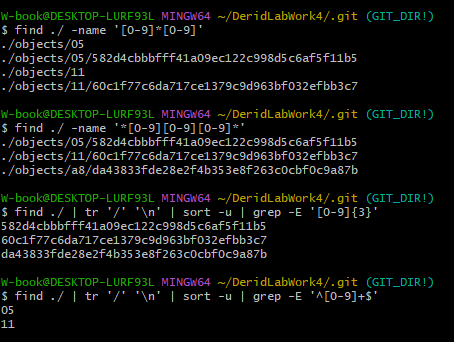 W-book@DESKTOP-LURF93L MINGW64 ~/DeridLabWork4/.git (GIT_DIR!)
$ find ./ -name '[0-9]*[0-9]'
./objects/05
./objects/05/582d4cbbbfff41a09ec122c998d5c6af5f11b5
./objects/11
./objects/11/60c1f77c6da717ce1379c9d963bf032efbb3c7
W-book@DESKTOP-LURF93L MINGW64 ~/DeridLabWork4/.git (GIT_DIR!)
$ find ./ -name '*[0-9][0-9][0-9]*'
./objects/05/582d4cbbbfff41a09ec122c998d5c6af5f11b5
./objects/11/60c1f77c6da717ce1379c9d963bf032efbb3c7
./objects/a8/da43833fde28e2f4b353e8f263c0cbf0c9a87b
W-book@DESKTOP-LURF93L MINGW64 ~/DeridLabWork4/.git (GIT_DIR!)
$ find ./ | tr '/' '\n' | sort -u | grep -E '[0-9]{3}'
582d4cbbbfff41a09ec122c998d5c6af5f11b5
60c1f77c6da717ce1379c9d963bf032efbb3c7
da43833fde28e2f4b353e8f263c0cbf0c9a87b
W-book@DESKTOP-LURF93L MINGW64 ~/DeridLabWork4/.git (GIT_DIR!)
$ find ./ | tr '/' '\n' | sort -u | grep -E '^[0-9]+$'
05
11